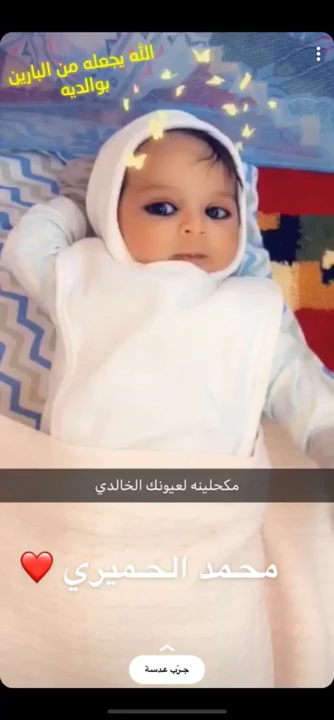 الله يجعله من البارين
بوالديه
مكحلينه لعيونك الخالدي
محمد الحميري ❤️
جرّب عدسة